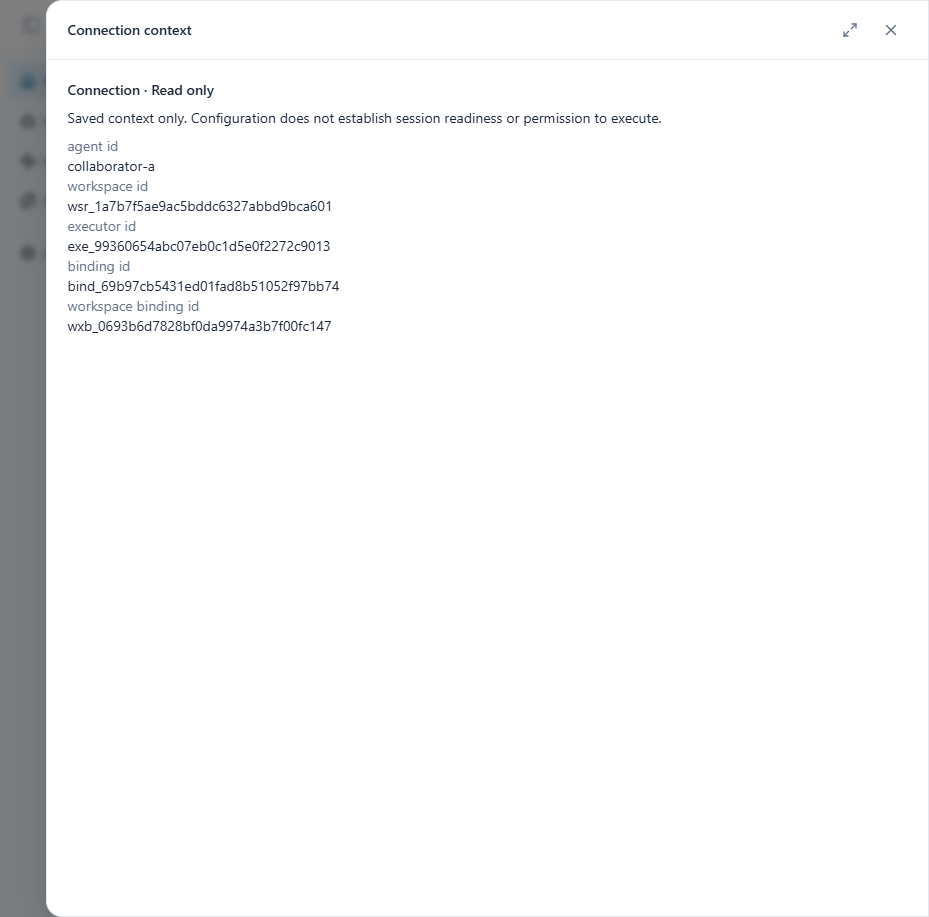 Connection context
Connection · Read only
Saved context only. Configuration does not establish session readiness or permission to execute.
agent id
collaborator-a
workspace id
wsr_1a7b7f5ae9ac5bddc6327abbd9bca601
executor id
exe_99360654abc07eb0c1d5e0f2272c9013
binding id
bind_69b97cb5431ed01fad8b51052f97bb74
workspace binding id
wxb_0693b6d7828bf0da9974a3b7f00fc147